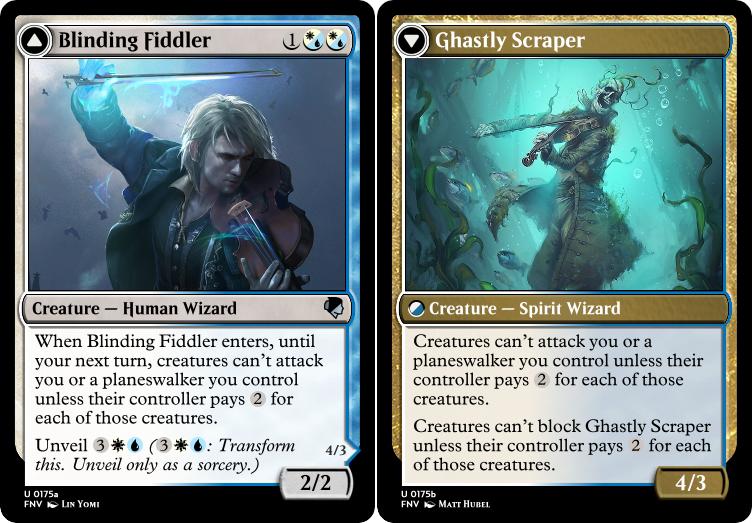 Blinding Fiddler 1
Creature — Human Wizard
When Blinding Fiddler enters, until
your next turn, creatures can't attack
you or a planeswalker you control
unless their controller pays 2 for
each of those creatures.
Unveil 3 (3: Transform
this. Unveil only as a sorcery.)
4/3
2/2
U 0175a
FNV Lin Yomi
Ghastly Scraper
Creature — Spirit Wizard
Creatures can't attack you or a
planeswalker you control unless their
controller pays 2 for each of those
creatures.
Creatures can't block Ghastly Scraper
unless their controller pays 2 for each
of those creatures.
4/3
U 0175b
FNV Matt Hubel